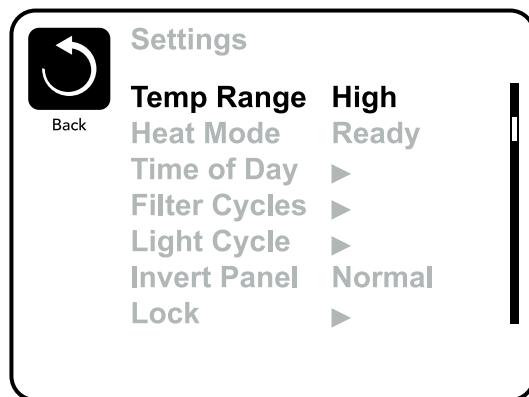 Settings
Back
Temp Range High
Heat Mode Ready
Time of Day ▶
Filter Cycles ▶
Light Cycle ▶
Invert Panel Normal
Lock ▶